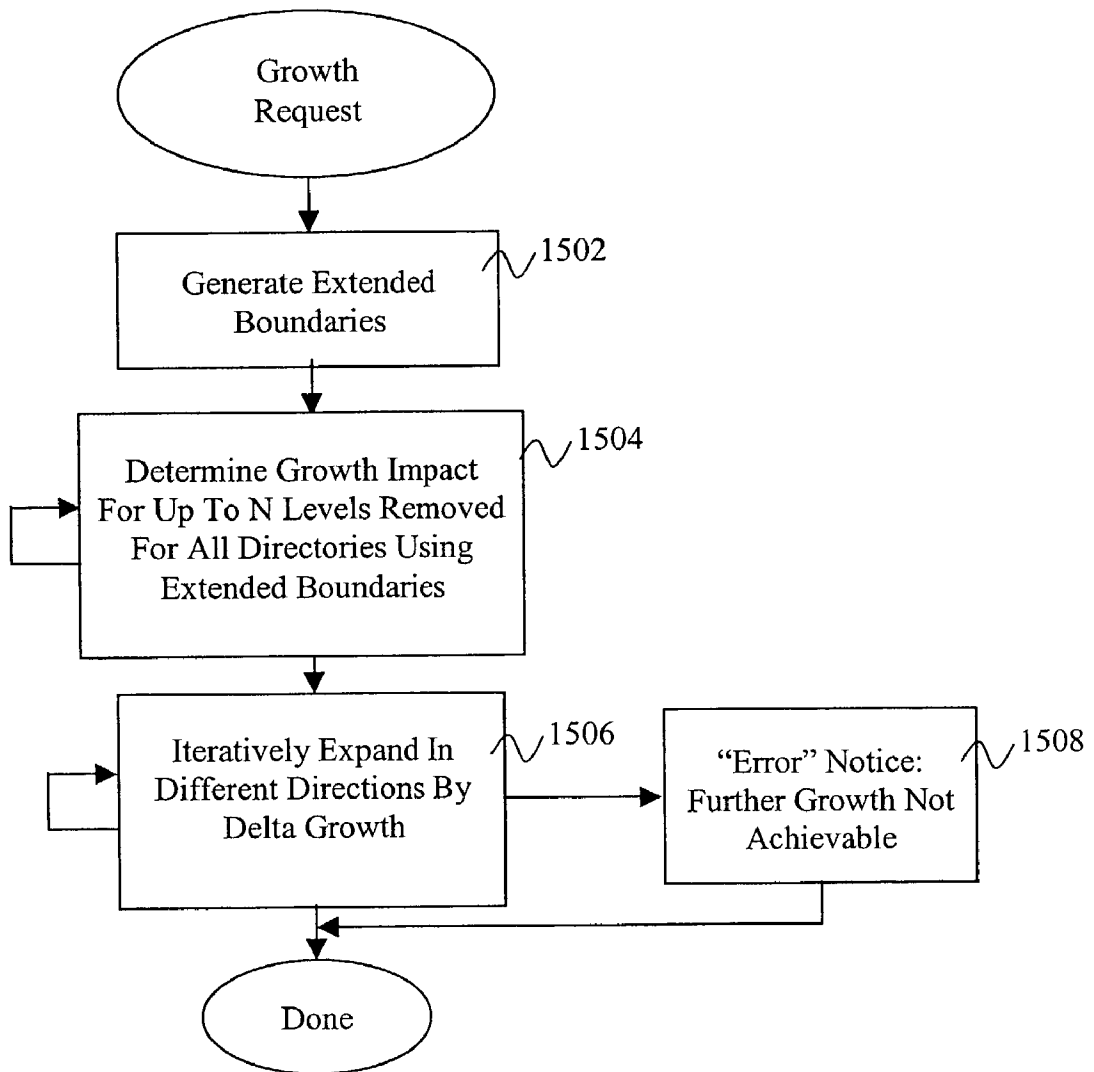 Growth
Request
1502
Generate Extended
Boundaries
1504
Determine Growth Impact
For Up To N Levels Removed
For All Directories Using
Extended Boundaries
1506
Iteratively Expand In
Different Directions By
Delta Growth
1508
“Error” Notice:
Further Growth Not
Achievable
Done